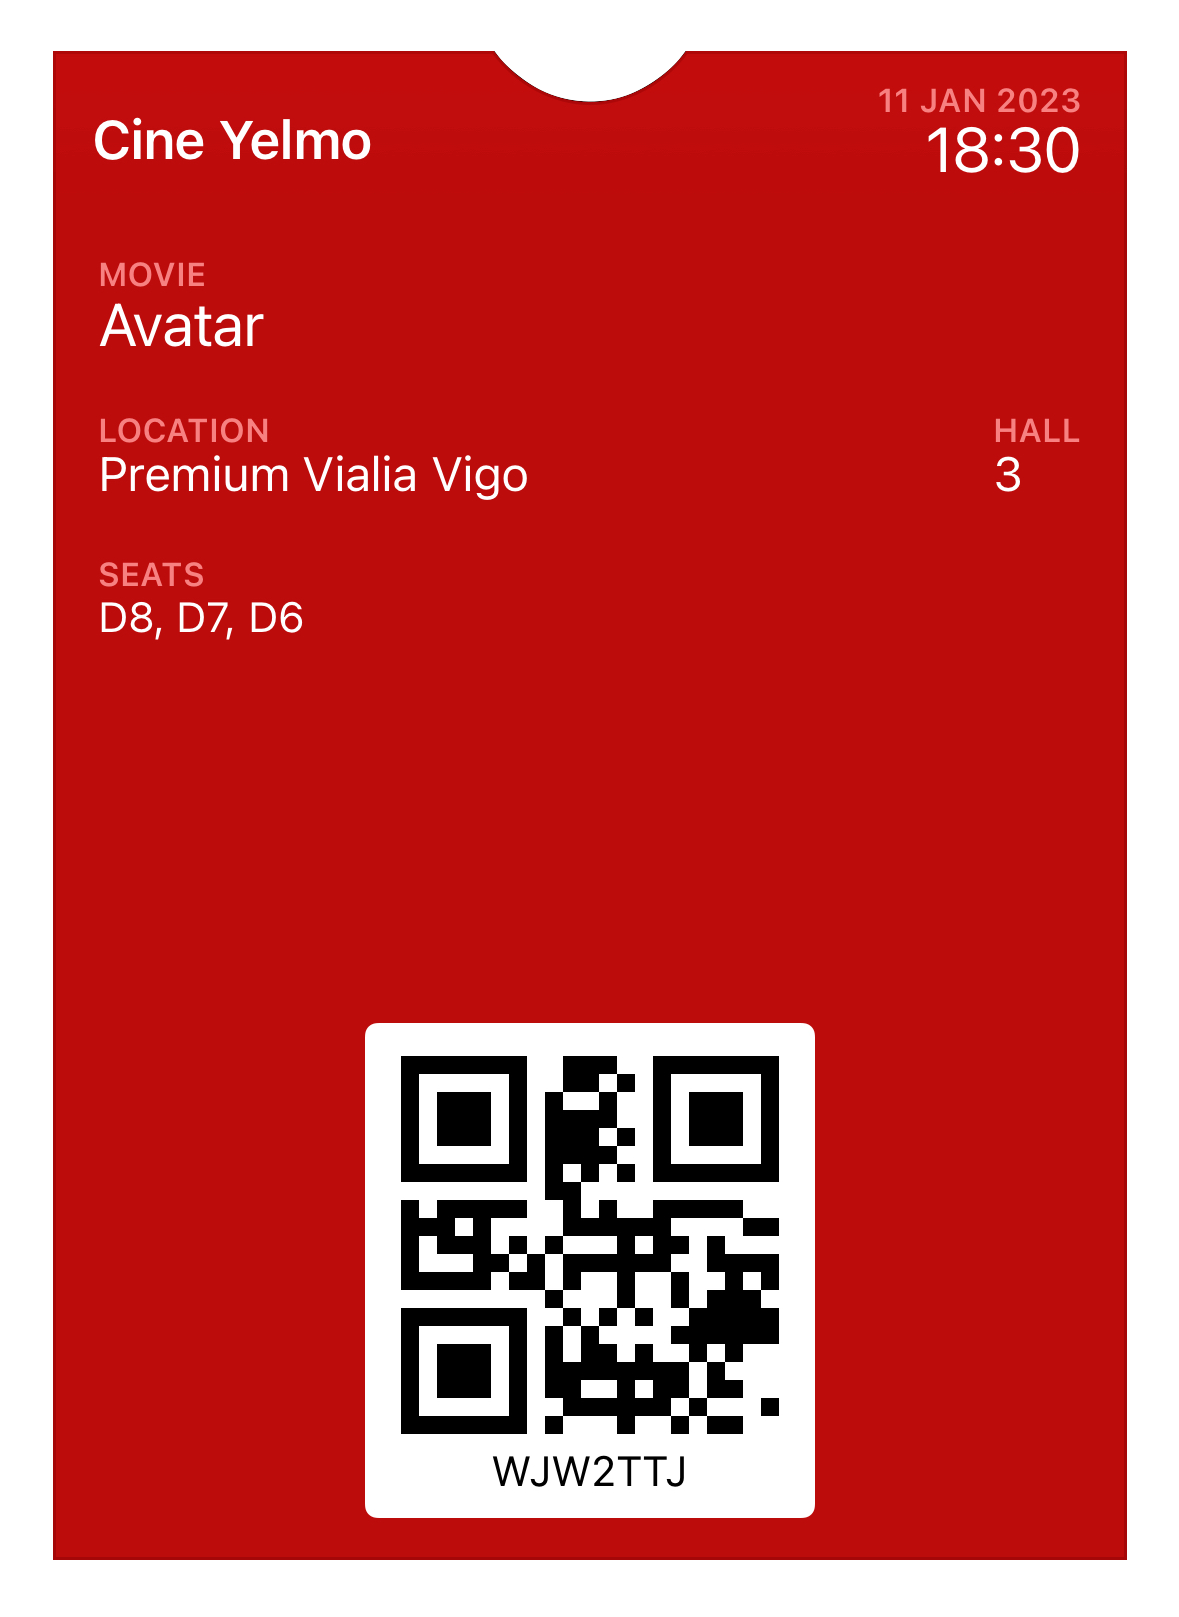 Cine Yelmo
11 JAN 2023
18:30
MOVIE
Avatar
LOCATION
Premium Vialia Vigo
HALL
3
SEATS
D8, D7, D6
WJW2TTJ